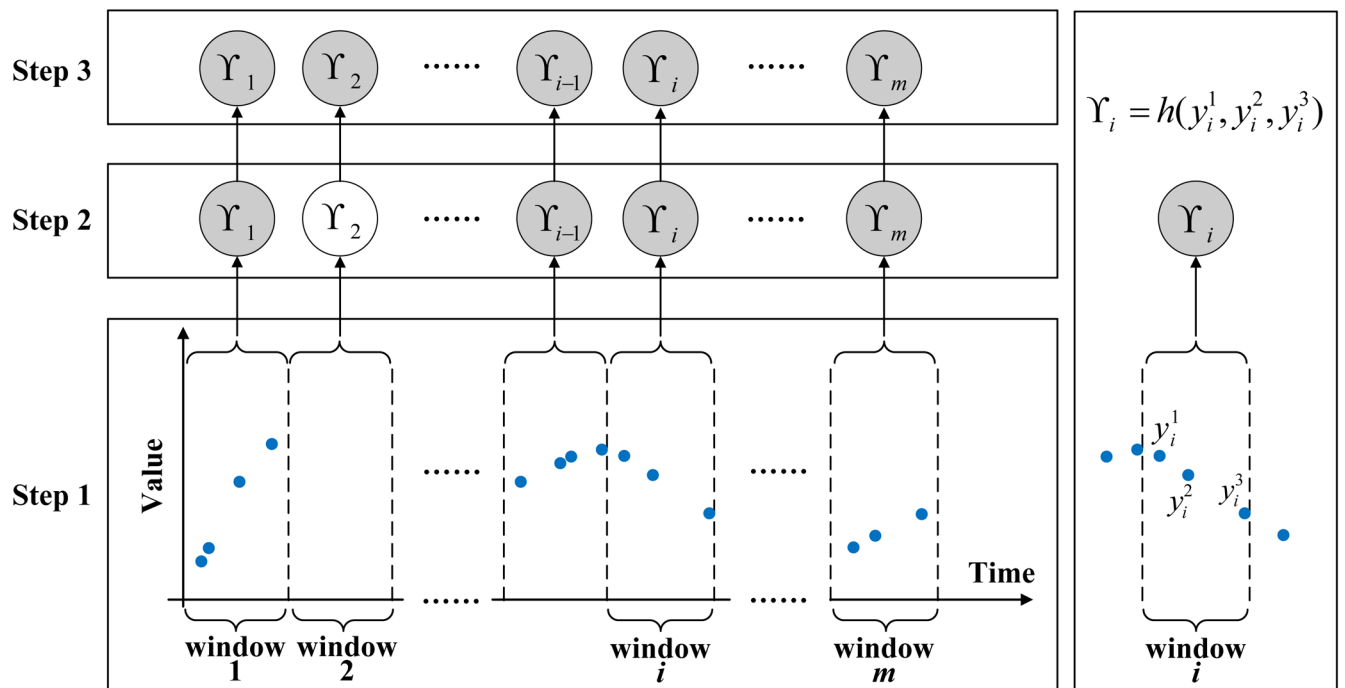 Step 3
ϒ₁ ϒ₂ …… ϒᵢ₋₁ ϒᵢ …… ϒₘ
Step 2
ϒ₁ ϒ₂ …… ϒᵢ₋₁ ϒᵢ …… ϒₘ
Step 1
Value
……
……
Time
……
……
window
1
window
2
window
i
window
m
ϒᵢ = h(yᵢ¹, yᵢ², yᵢ³)
ϒᵢ
yᵢ¹
yᵢ²
yᵢ³
window
i